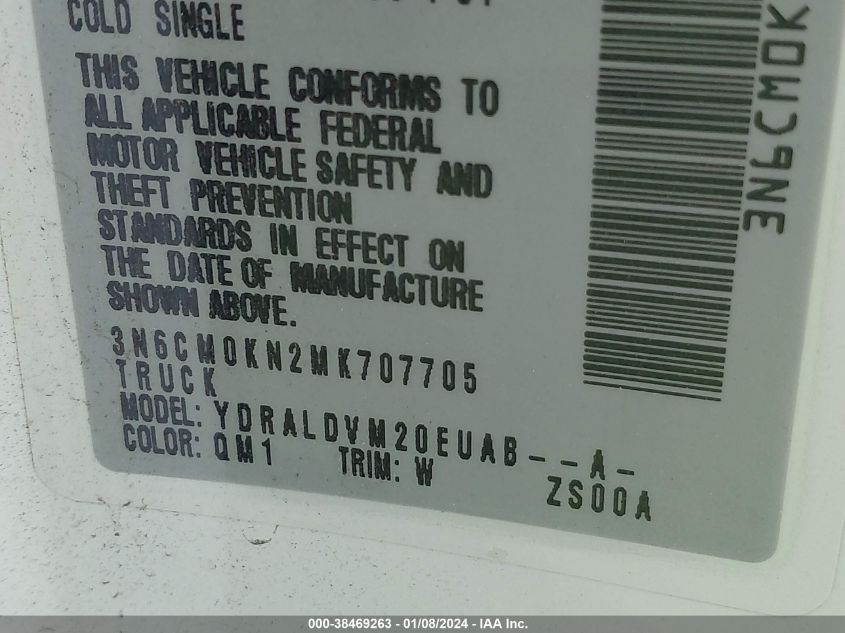 COLD SINGLE
THIS VEHICLE CONFORMS TO
ALL APPLICABLE FEDERAL
MOTOR VEHICLE SAFETY AND
THEFT PREVENTION
STANDARDS IN EFFECT ON
THE DATE OF MANUFACTURE
SHOWN ABOVE.
3N6CM0KN2MK707705
TRUCK
MODEL: YDRALDVM20EUAB--A-
COLOR: QM1 TRIM: W ZS00A
3N6CM0K
000-38469263 - 01/08/2024 - IAA Inc.